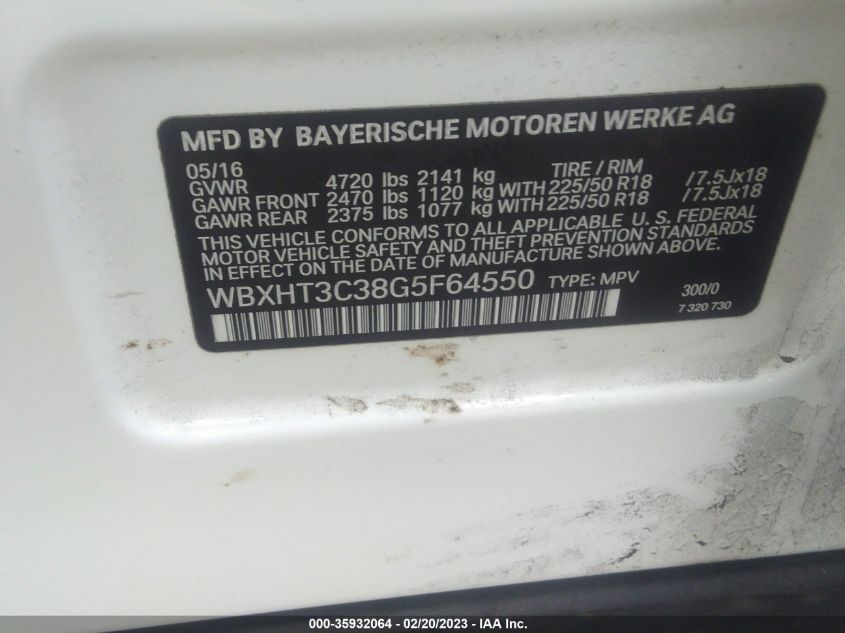 MFD BY BAYERISCHE MOTOREN WERKE AG
05/16 TIRE / RIM
GVWR 4720 lbs 2141 kg
GAWR FRONT 2470 lbs 1120 kg WITH 225/50 R18 / 7.5Jx18
GAWR REAR 2375 lbs 1077 kg WITH 225/50 R18 / 7.5Jx18
THIS VEHICLE CONFORMS TO ALL APPLICABLE U. S. FEDERAL
MOTOR VEHICLE SAFETY AND THEFT PREVENTION STANDARDS
IN EFFECT ON THE DATE OF MANUFACTURE SHOWN ABOVE.
WBXHT3C38G5F64550 TYPE: MPV 300/0
7 320 730
000-35932064 - 02/20/2023 - IAA Inc.